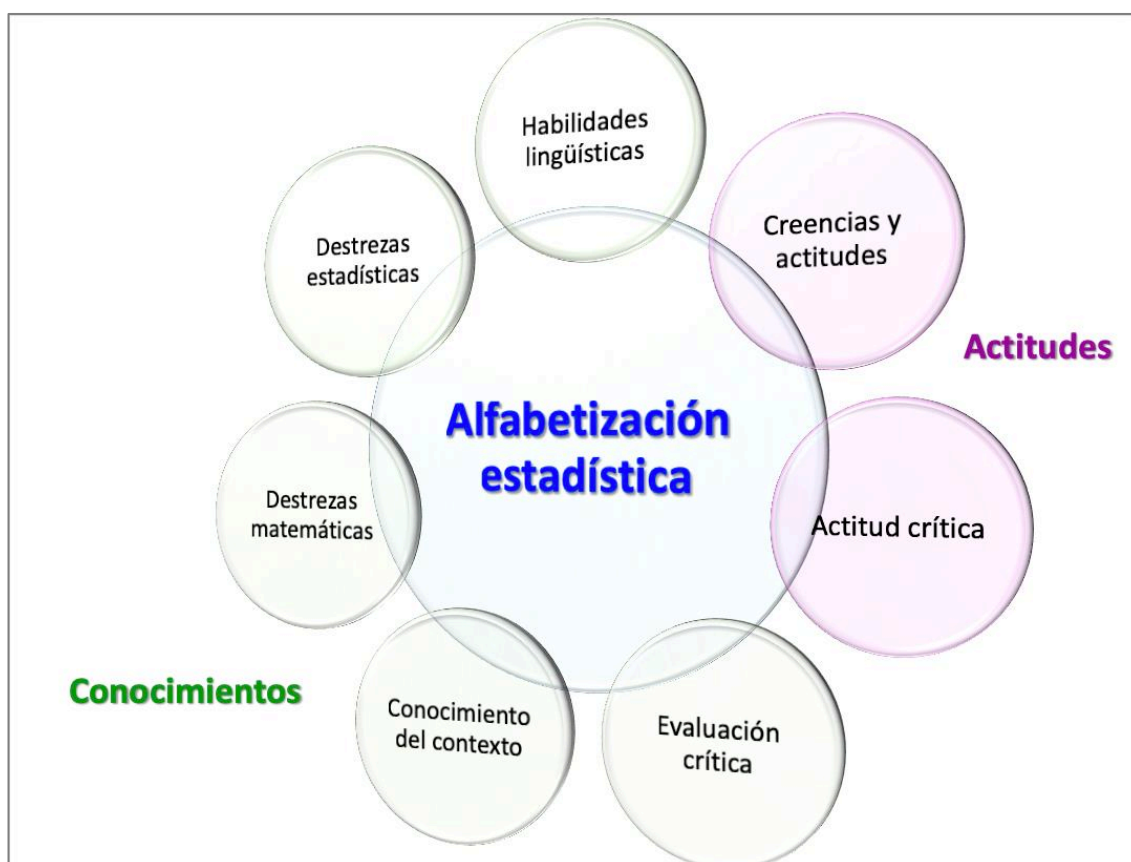 Habilidades
lingüísticas
Creencias y
actitudes
Destrezas
estadísticas
Actitudes
Alfabetización
estadística
Destrezas
matemáticas
Actitud crítica
Conocimientos
Conocimiento
del contexto
Evaluación
crítica